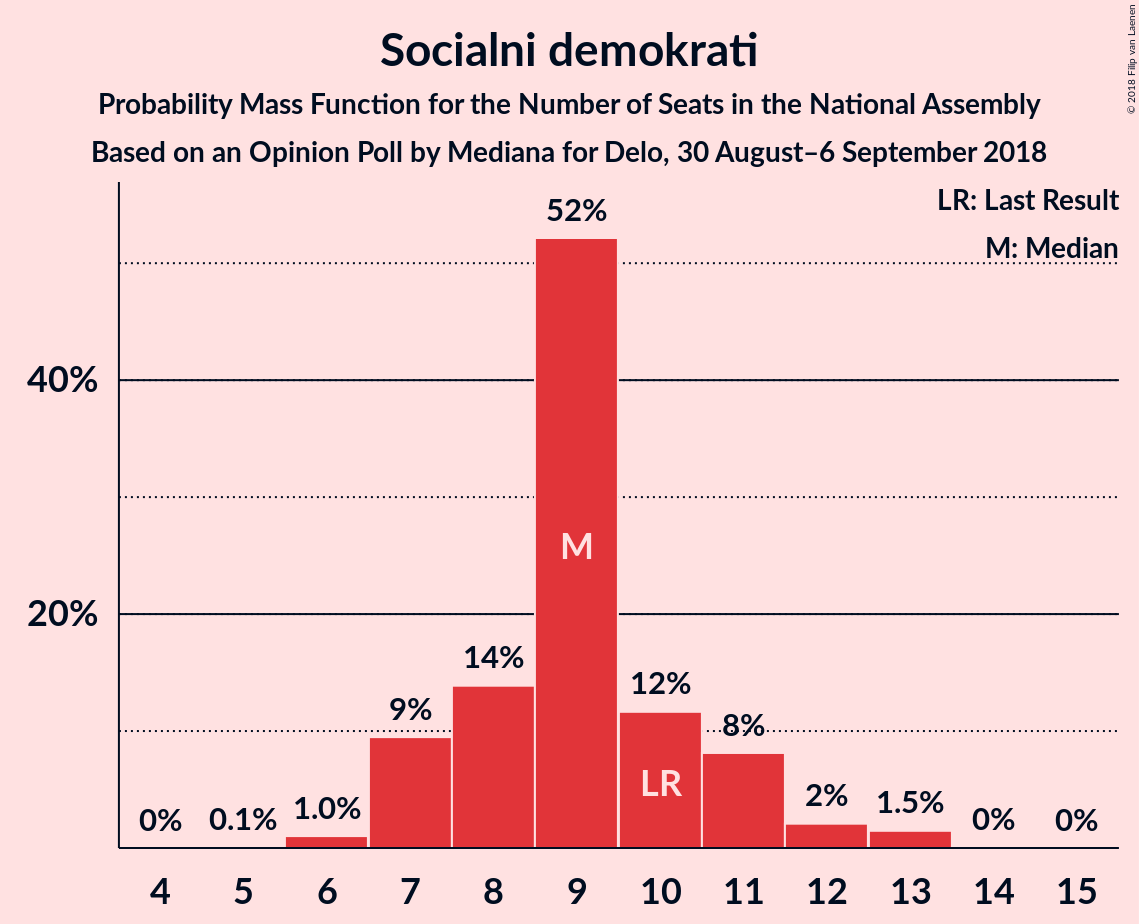 Socialni demokrati
Probability Mass Function for the Number of Seats in the National Assembly
Based on an Opinion Poll by Mediana for Delo, 30 August–6 September 2018
© 2018 Filip van Laenen
LR: Last Result
M: Median
52%
40%
M
20%
14%
12%
9%
8%
LR
2%
1.5%
1.0%
0%
0.1%
0%
0%
4 5 6 7 8 9 10 11 12 13 14 15